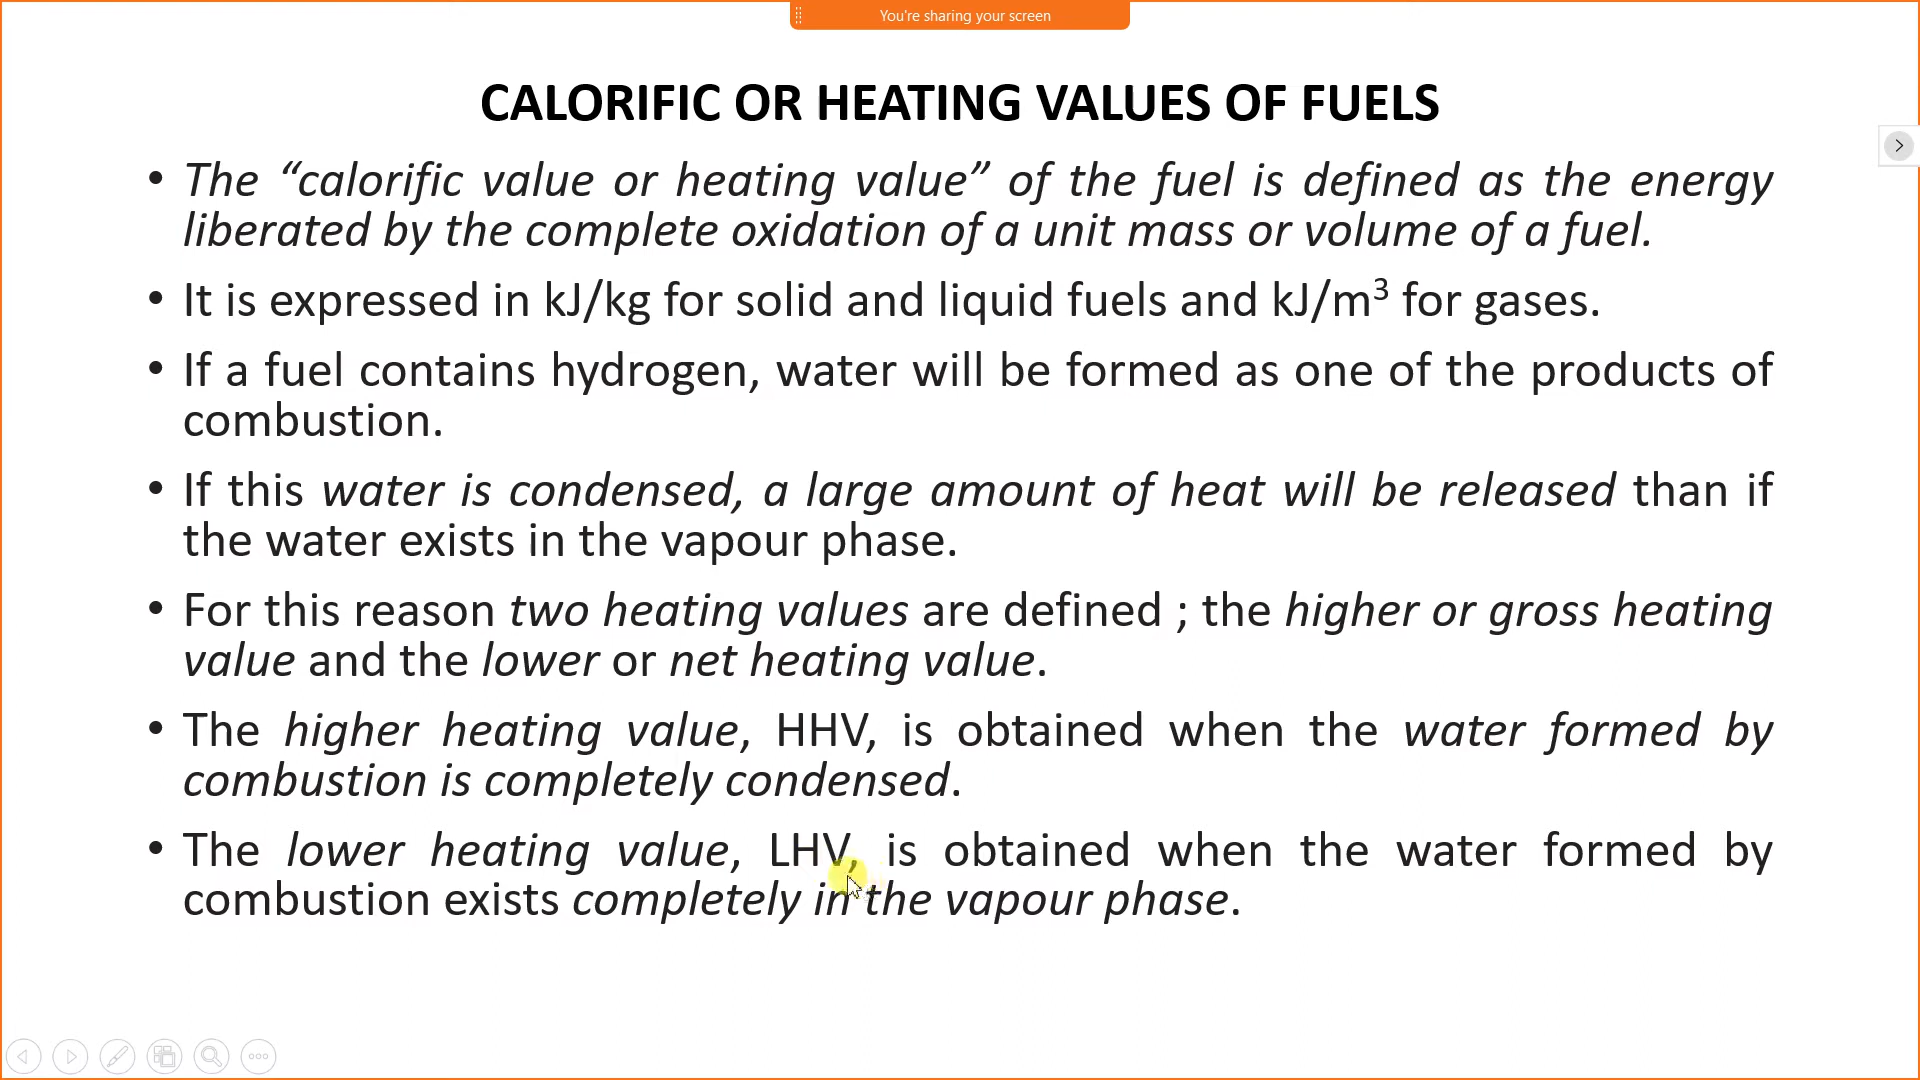 You're sharing your screen
CALORIFIC OR HEATING VALUES OF FUELS
• The “calorific value or heating value” of the fuel is defined as the energy
liberated by the complete oxidation of a unit mass or volume of a fuel.
• It is expressed in kJ/kg for solid and liquid fuels and kJ/m³ for gases.
• If a fuel contains hydrogen, water will be formed as one of the products of
combustion.
• If this water is condensed, a large amount of heat will be released than if
the water exists in the vapour phase.
• For this reason two heating values are defined ; the higher or gross heating
value and the lower or net heating value.
• The higher heating value, HHV, is obtained when the water formed by
combustion is completely condensed.
• The lower heating value, LHV, is obtained when the water formed by
combustion exists completely in the vapour phase.